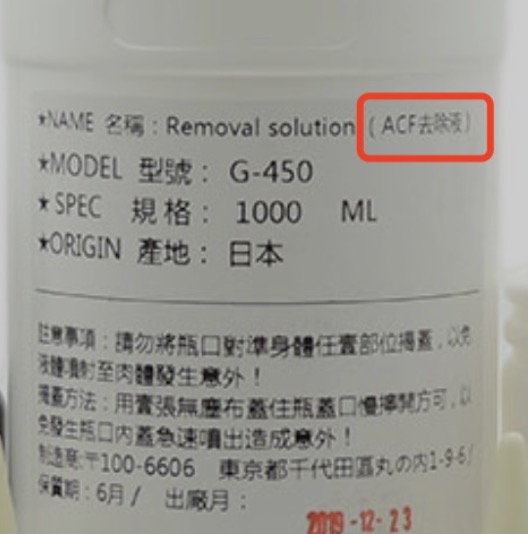 ★NAME 名稱：Removal solution（ACF去除液）
★MODEL 型號： G-450
★SPEC 規格： 1000 ML
★ORIGIN 產地：日本
註意事項：請勿將瓶口對準身體任壹部位揭蓋，以免
液體噴射至肉體發生意外！
揭蓋方法：用壹張無塵布蓋住瓶蓋口慢擰開方可，以
免發生瓶口內蓋急速噴出造成意外！
制造商:〒100-6606 東京都千代田區丸の内1-9-6/
保質期：6月/ 出廠月：
2019-12-23